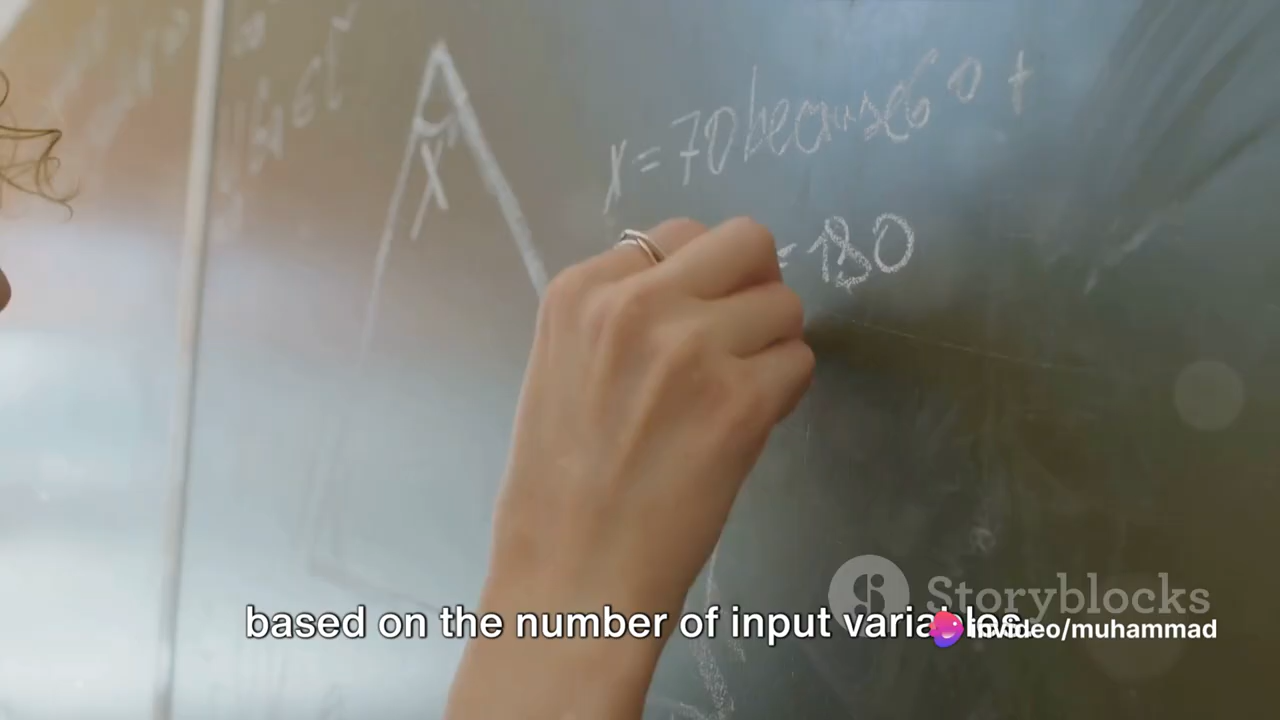 x = 70 because 60 +
= 180
X
based on the number of input variables.
Storyblocks
invideo/muhammad